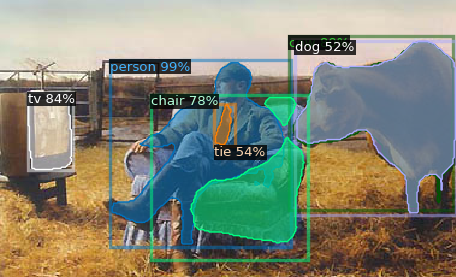 person 99%
dog 52%
tv 84%
chair 78%
tie 54%